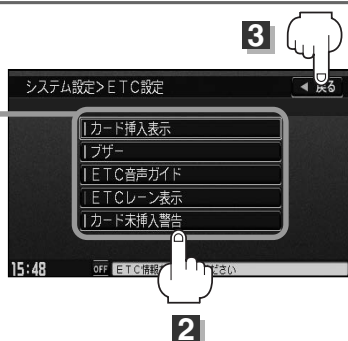 3
システム設定>ETC設定
◀ 戻る
カード挿入表示
ブザー
ETC音声ガイド
ETCレーン表示
カード未挿入警告
15:48 OFF ETC情報 ださい
2